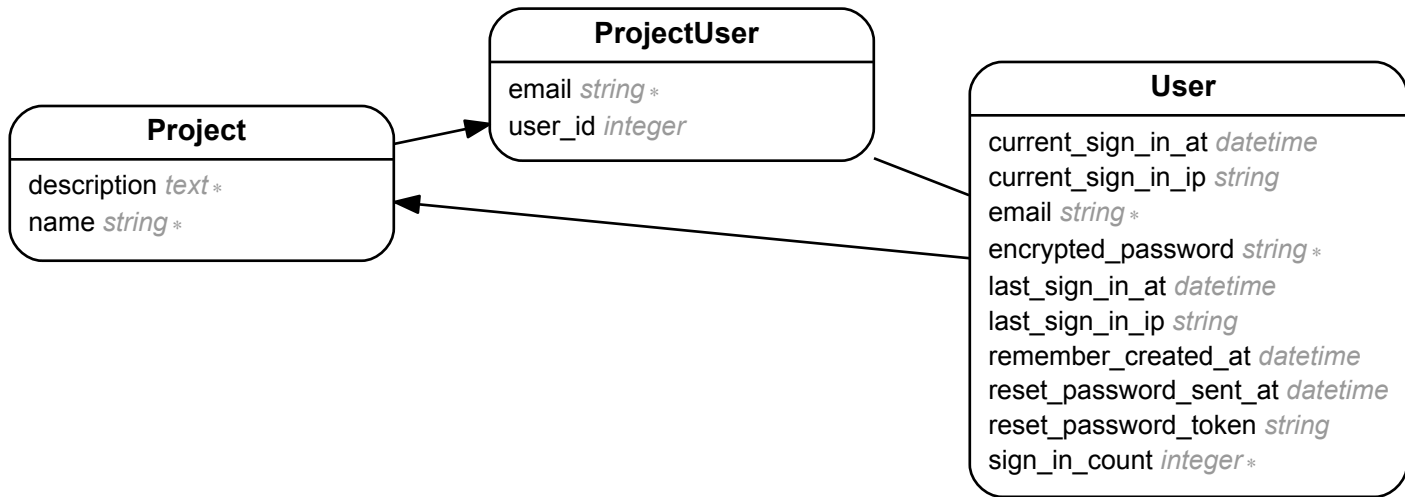 ProjectUser
email string *
user_id integer
Project
description text *
name string *
User
current_sign_in_at datetime
current_sign_in_ip string
email string *
encrypted_password string *
last_sign_in_at datetime
last_sign_in_ip string
remember_created_at datetime
reset_password_sent_at datetime
reset_password_token string
sign_in_count integer *